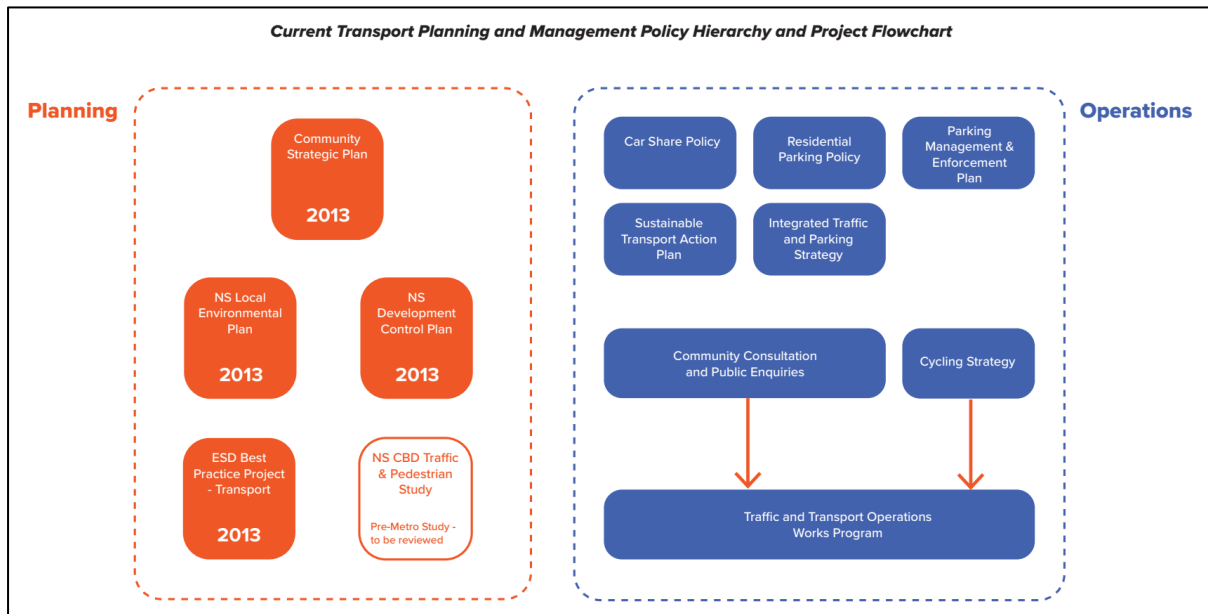 Current Transport Planning and Management Policy Hierarchy and Project Flowchart
Planning
Community
Strategic Plan
2013
NS Local
Environmental
Plan
2013
NS
Development
Control Plan
2013
ESD Best
Practice Project
- Transport
2013
NS CBD Traffic
& Pedestrian
Study
Pre-Metro Study -
to be reviewed
Operations
Car Share Policy
Residential
Parking Policy
Parking
Management &
Enforcement
Plan
Sustainable
Transport Action
Plan
Integrated Traffic
and Parking
Strategy
Community Consultation
and Public Enquiries
Cycling Strategy
Traffic and Transport Operations
Works Program